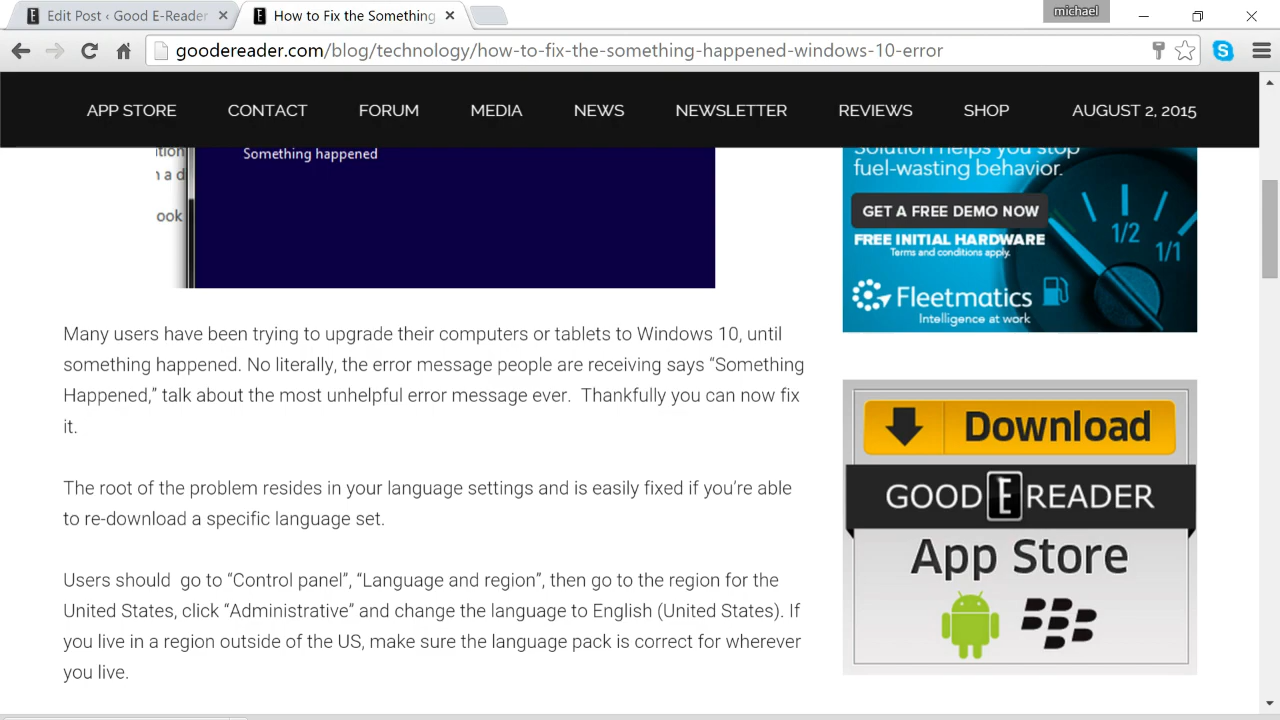 Edit Post ‹ Good E-Reader
How to Fix the Something
michael
goodereader.com/blog/technology/how-to-fix-the-something-happened-windows-10-error
APP STORE CONTACT FORUM MEDIA NEWS NEWSLETTER REVIEWS SHOP AUGUST 2, 2015
Something happened
ook
Solution helps you stop
fuel-wasting behavior.
GET A FREE DEMO NOW
FREE INITIAL HARDWARE
Terms and conditions apply.
1/2
1/1
Fleetmatics
Intelligence at work
Many users have been trying to upgrade their computers or tablets to Windows 10, until
something happened. No literally, the error message people are receiving says “Something
Happened,” talk about the most unhelpful error message ever.  Thankfully you can now fix
it.
The root of the problem resides in your language settings and is easily fixed if you’re able
to re-download a specific language set.
Users should  go to “Control panel”, “Language and region”, then go to the region for the
United States, click “Administrative” and change the language to English (United States). If
you live in a region outside of the US, make sure the language pack is correct for wherever
you live.
Download
GOOD E READER
App Store